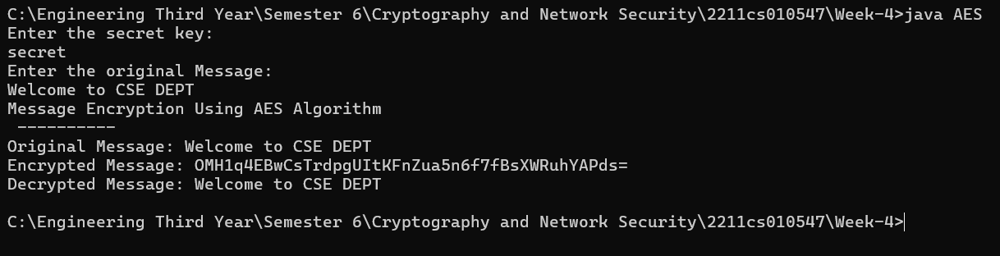 C:\Engineering Third Year\Semester 6\Cryptography and Network Security\2211cs010547\Week-4>java AES
Enter the secret key:
secret
Enter the original Message:
Welcome to CSE DEPT
Message Encryption Using AES Algorithm
 ----------
Original Message: Welcome to CSE DEPT
Encrypted Message: OMH1q4EBwCsTrdpgUItKFnZua5n6f7fBsXWRuhYAPds=
Decrypted Message: Welcome to CSE DEPT
C:\Engineering Third Year\Semester 6\Cryptography and Network Security\2211cs010547\Week-4>